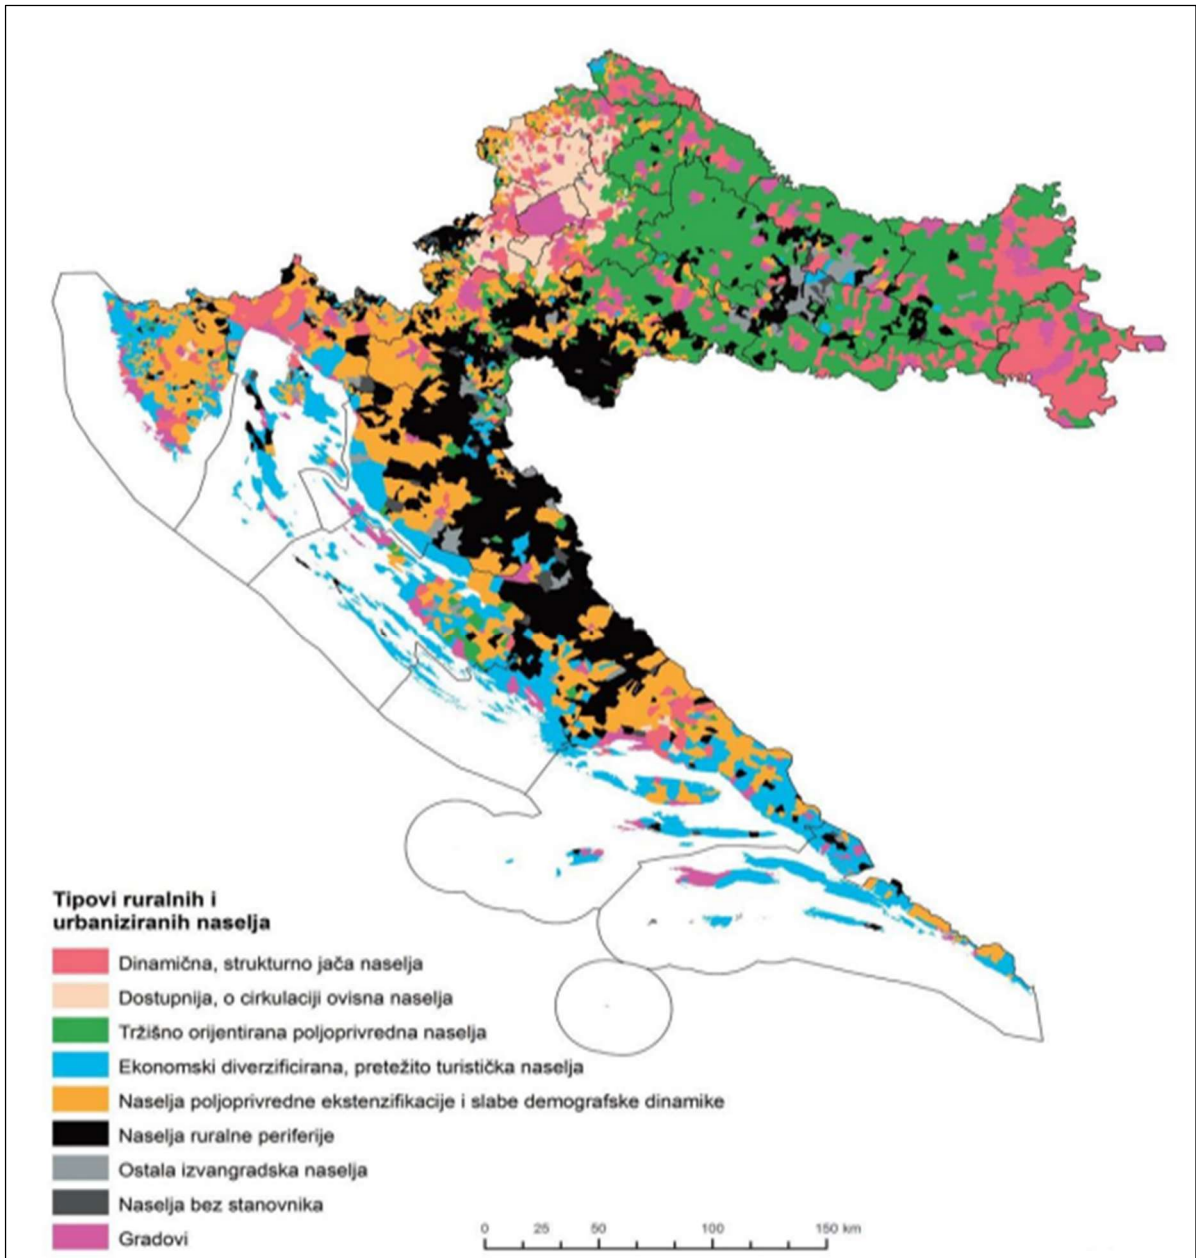 Tipovi ruralnih i
urbaniziranih naselja
Dinamična, strukturno jača naselja
Dostupnija, o cirkulaciji ovisna naselja
Tržišno orijentirana poljoprivredna naselja
Ekonomski diverzificirana, pretežito turistička naselja
Naselja poljoprivredne ekstenzifikacije i slabe demografske dinamike
Naselja ruralne periferije
Ostala izvangradska naselja
Naselja bez stanovnika
Gradovi
0 25 50 100 150 km